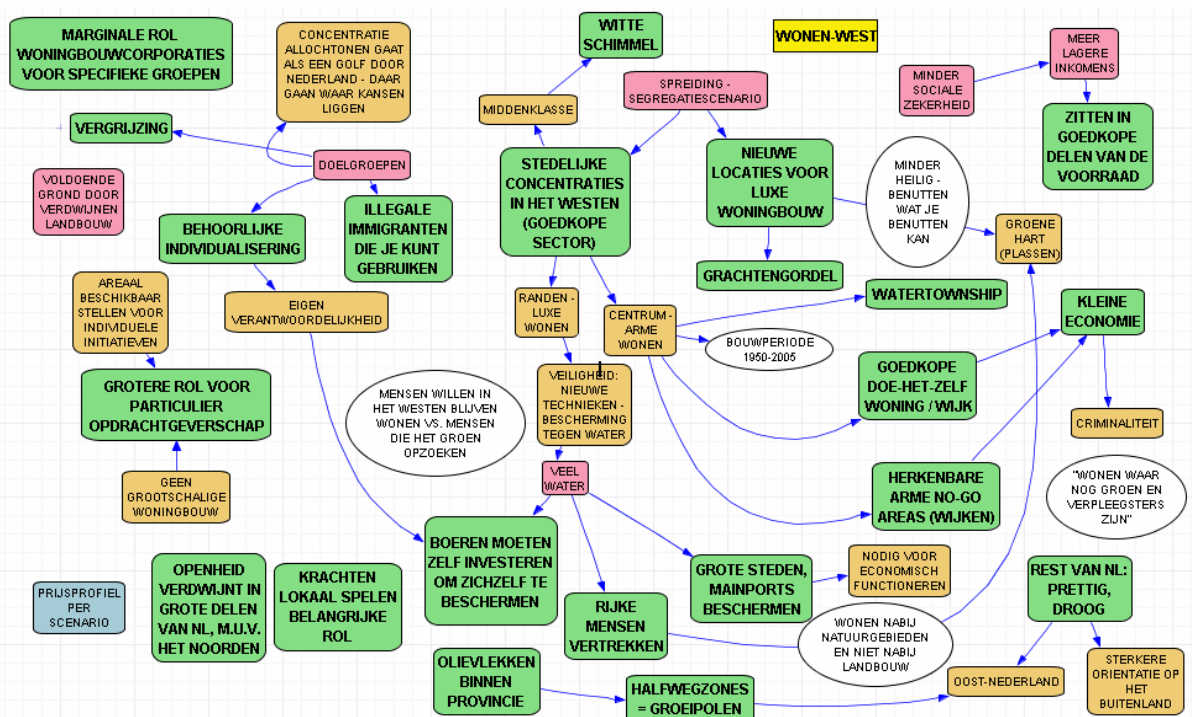 MARGINALE ROL
WONINGBOUWCORPORATIES
VOOR SPECIFIEKE GROEPEN
CONCENTRATIE
ALLOCHTONEN GAAT
ALS EEN GOLF DOOR
NEDERLAND - DAAR
GAAN WAAR KANSEN
LIGGEN
WITTE
SCHIMMEL
WONEN-WEST
MEER
LAGERE
INKOMENS
MINDER
SOCIALE
ZEKERHEID
SPREIDING -
SEGREGATIESCENARIO
MIDDENKLASSE
VERGRIJZING
DOELGROEPEN
ZITTEN IN
GOEDKOPE
DELEN VAN DE
VOORRAAD
STEDELIJKE
CONCENTRATIES
IN HET WESTEN
(GOEDKOPE
SECTOR)
NIEUWE
LOCATIES VOOR
LUXE
WONINGBOUW
MINDER
HEILIG -
BENUTTEN
WAT JE
BENUTTEN
KAN
VOLDOENDE
GROND DOOR
VERDWIJNEN
LANDBOUW
BEHOORLIJKE
INDIVIDUALISERING
ILLEGALE
IMMIGRANTEN
DIE JE KUNT
GEBRUIKEN
GROENE
HART
(PLASSEN)
GRACHTENGORDEL
AREAAL
BESCHIKBAAR
STELLEN VOOR
INDIVIDUELE
INITIATIEVEN
EIGEN
VERANTWOORDELIJKHEID
RANDEN -
LUXE
WONEN
CENTRUM -
ARME
WONEN
WATERTOWNSHIP
KLEINE
ECONOMIE
BOUWPERIODE
1950-2005
GROTERE ROL VOOR
PARTICULIER
OPDRACHTGEVERSCHAP
MENSEN WILLEN IN
HET WESTEN BLIJVEN
WONEN VS. MENSEN
DIE HET GROEN
OPZOEKEN
VEILIGHEID:
NIEUWE
TECHNIEKEN -
BESCHERMING
TEGEN WATER
GOEDKOPE
DOE-HET-ZELF
WONING / WIJK
CRIMINALITEIT
GEEN
GROOTSCHALIGE
WONINGBOUW
VEEL
WATER
HERKENBARE
ARME NO-GO
AREAS (WIJKEN)
"WONEN WAAR
NOG GROEN EN
VERPLEEGSTERS
ZIJN"
BOEREN MOETEN
ZELF INVESTEREN
OM ZICHZELF TE
BESCHERMEN
OPENHEID
VERDWIJNT IN
GROTE DELEN
VAN NL, M.U.V.
HET NOORDEN
KRACHTEN
LOKAAL SPELEN
BELANGRIJKE
ROL
GROTE STEDEN,
MAINPORTS
BESCHERMEN
NODIG VOOR
ECONOMISCH
FUNCTIONEREN
REST VAN NL:
PRETTIG,
DROOG
PRIJSPROFIEL
PER
SCENARIO
RIJKE
MENSEN
VERTREKKEN
WONEN NABIJ
NATUURGEBIEDEN
EN NIET NABIJ
LANDBOUW
OLIEVLEKKEN
BINNEN
PROVINCIE
HALFWEGZONES
= GROEIPOLEN
OOST-NEDERLAND
STERKERE
ORIENTATIE OP
HET
BUITENLAND